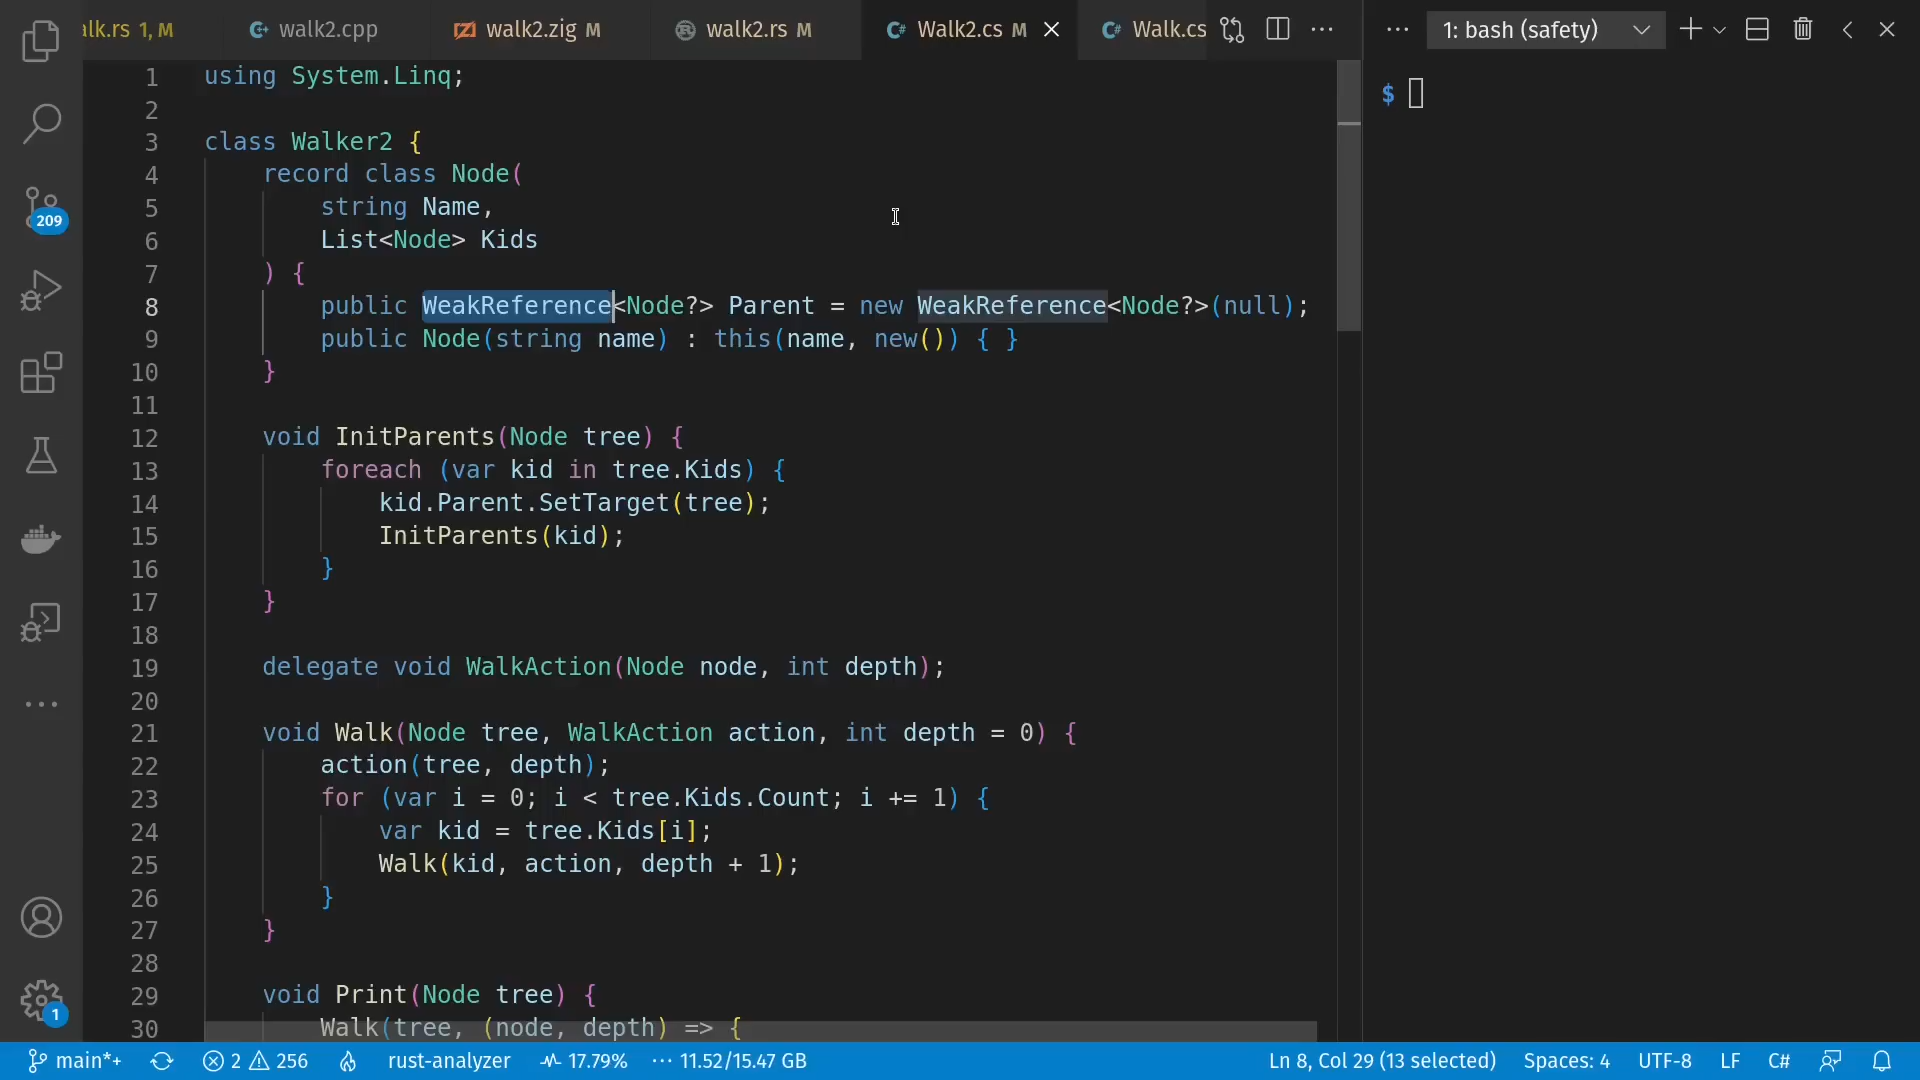 alk.rs 1, M
walk2.cpp
walk2.zig M
walk2.rs M
Walk2.cs M
Walk.cs
1: bash (safety)
$
1 using System.Linq;
2
3 class Walker2 {
4 record class Node(
5 string Name,
6 List<Node> Kids
7 ) {
8 public WeakReference<Node?> Parent = new WeakReference<Node?>(null);
9 public Node(string name) : this(name, new()) { }
10 }
11
12 void InitParents(Node tree) {
13 foreach (var kid in tree.Kids) {
14 kid.Parent.SetTarget(tree);
15 InitParents(kid);
16 }
17 }
18
19 delegate void WalkAction(Node node, int depth);
20
21 void Walk(Node tree, WalkAction action, int depth = 0) {
22 action(tree, depth);
23 for (var i = 0; i < tree.Kids.Count; i += 1) {
24 var kid = tree.Kids[i];
25 Walk(kid, action, depth + 1);
26 }
27 }
28
29 void Print(Node tree) {
30 Walk(tree, (node, depth) => {
209
1
main*+ 2 256 rust-analyzer 17.79% 11.52/15.47 GB Ln 8, Col 29 (13 selected) Spaces: 4 UTF-8 LF C#